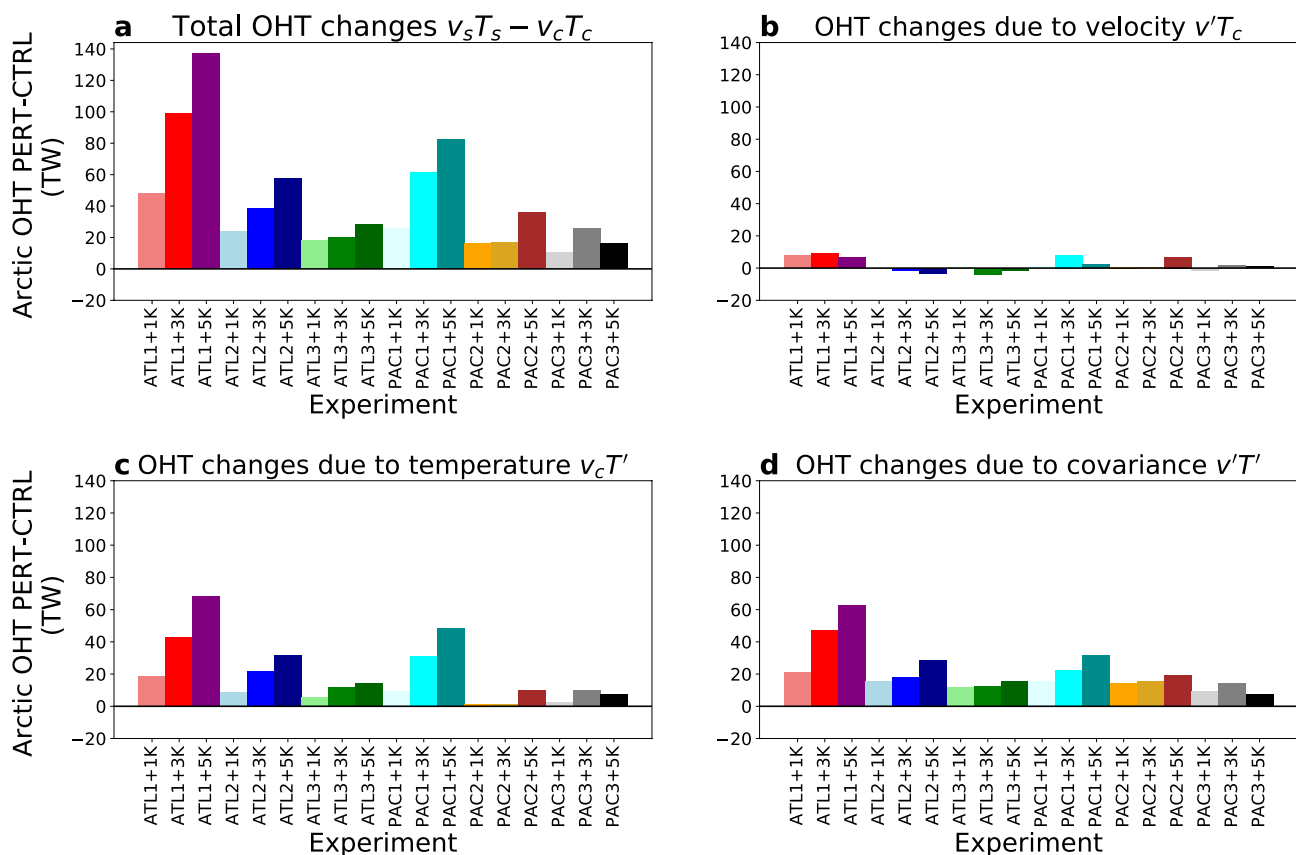 a Total OHT changes v_sT_s − v_cT_c
Arctic OHT PERT-CTRL
(TW)
140
120
100
80
60
40
20
0
−20
ATL1+1K
ATL1+3K
ATL1+5K
ATL2+1K
ATL2+3K
ATL2+5K
ATL3+1K
ATL3+3K
ATL3+5K
PAC1+1K
PAC1+3K
PAC1+5K
PAC2+1K
PAC2+3K
PAC2+5K
PAC3+1K
PAC3+3K
PAC3+5K
Experiment
b OHT changes due to velocity v'T_c
140
120
100
80
60
40
20
0
−20
ATL1+1K
ATL1+3K
ATL1+5K
ATL2+1K
ATL2+3K
ATL2+5K
ATL3+1K
ATL3+3K
ATL3+5K
PAC1+1K
PAC1+3K
PAC1+5K
PAC2+1K
PAC2+3K
PAC2+5K
PAC3+1K
PAC3+3K
PAC3+5K
Experiment
c OHT changes due to temperature v_cT'
Arctic OHT PERT-CTRL
(TW)
140
120
100
80
60
40
20
0
−20
ATL1+1K
ATL1+3K
ATL1+5K
ATL2+1K
ATL2+3K
ATL2+5K
ATL3+1K
ATL3+3K
ATL3+5K
PAC1+1K
PAC1+3K
PAC1+5K
PAC2+1K
PAC2+3K
PAC2+5K
PAC3+1K
PAC3+3K
PAC3+5K
Experiment
d OHT changes due to covariance v'T'
140
120
100
80
60
40
20
0
−20
ATL1+1K
ATL1+3K
ATL1+5K
ATL2+1K
ATL2+3K
ATL2+5K
ATL3+1K
ATL3+3K
ATL3+5K
PAC1+1K
PAC1+3K
PAC1+5K
PAC2+1K
PAC2+3K
PAC2+5K
PAC3+1K
PAC3+3K
PAC3+5K
Experiment